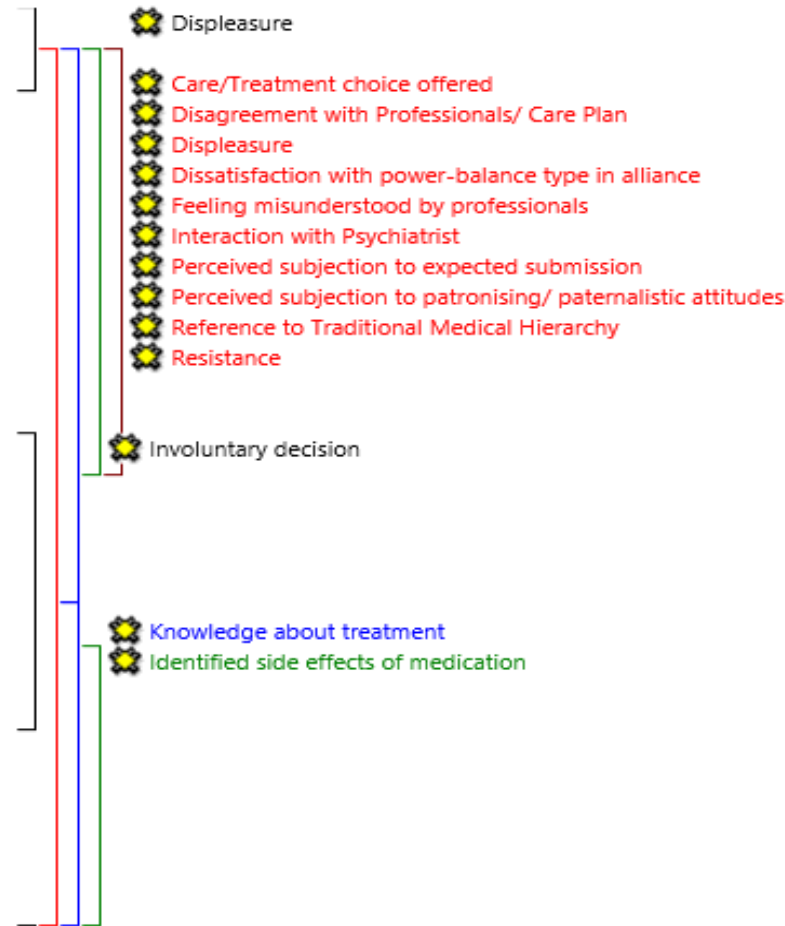 Displeasure
Care/Treatment choice offered
Disagreement with Professionals/ Care Plan
Displeasure
Dissatisfaction with power-balance type in alliance
Feeling misunderstood by professionals
Interaction with Psychiatrist
Perceived subjection to expected submission
Perceived subjection to patronising/ paternalistic attitudes
Reference to Traditional Medical Hierarchy
Resistance
Involuntary decision
Knowledge about treatment
Identified side effects of medication